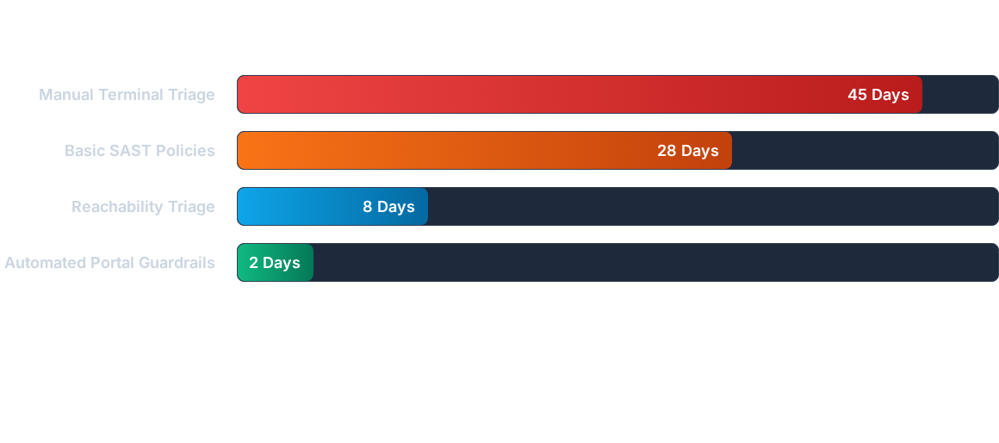 Manual Terminal Triage 45 Days
Basic SAST Policies 28 Days
Reachability Triage 8 Days
Automated Portal Guardrails 2 Days